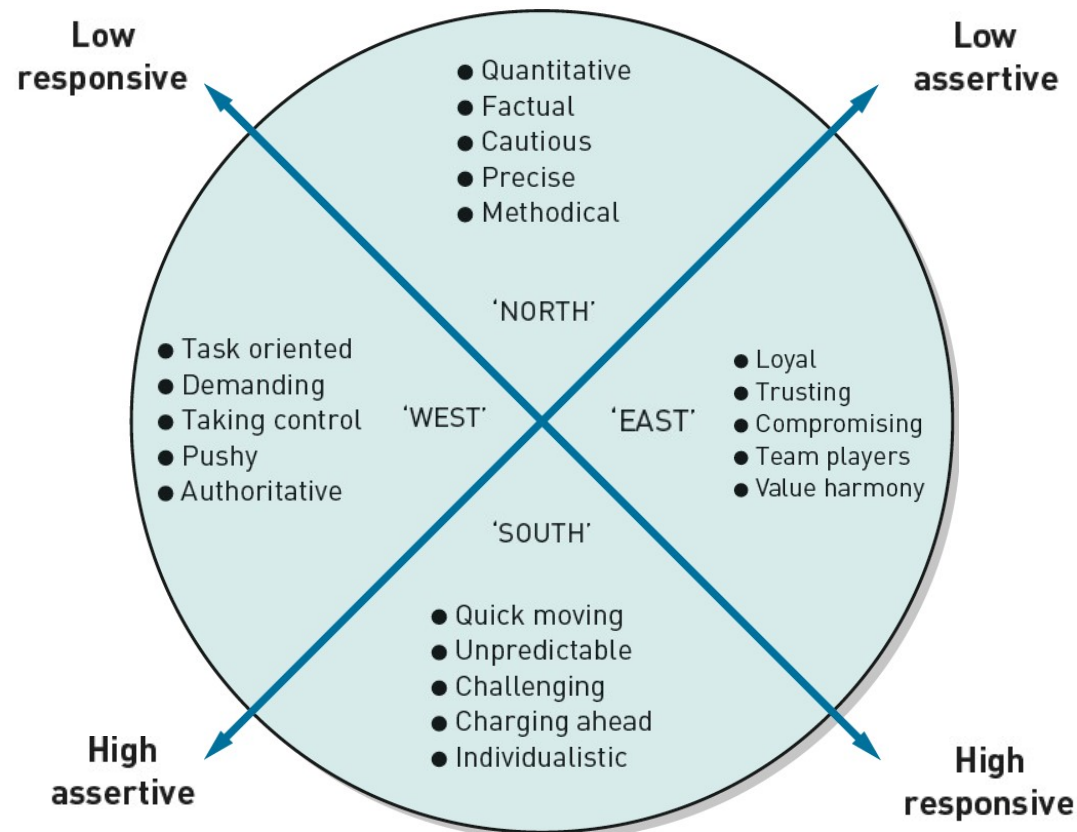 Low
responsive
Low
assertive
● Quantitative
● Factual
● Cautious
● Precise
● Methodical
‘NORTH’
● Task oriented
● Demanding
● Taking control
● Pushy
● Authoritative
‘WEST’
‘EAST’
● Loyal
● Trusting
● Compromising
● Team players
● Value harmony
‘SOUTH’
● Quick moving
● Unpredictable
● Challenging
● Charging ahead
● Individualistic
High
assertive
High
responsive